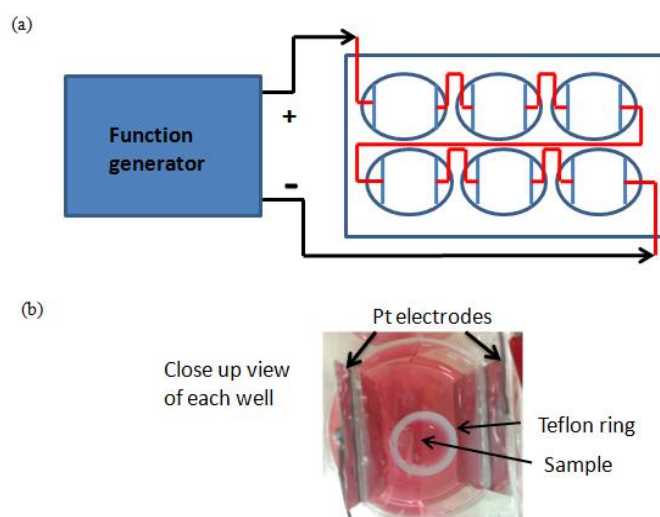 (a)
Function
generator
+
-
(b)
Pt electrodes
Close up view
of each well
Teflon ring
Sample